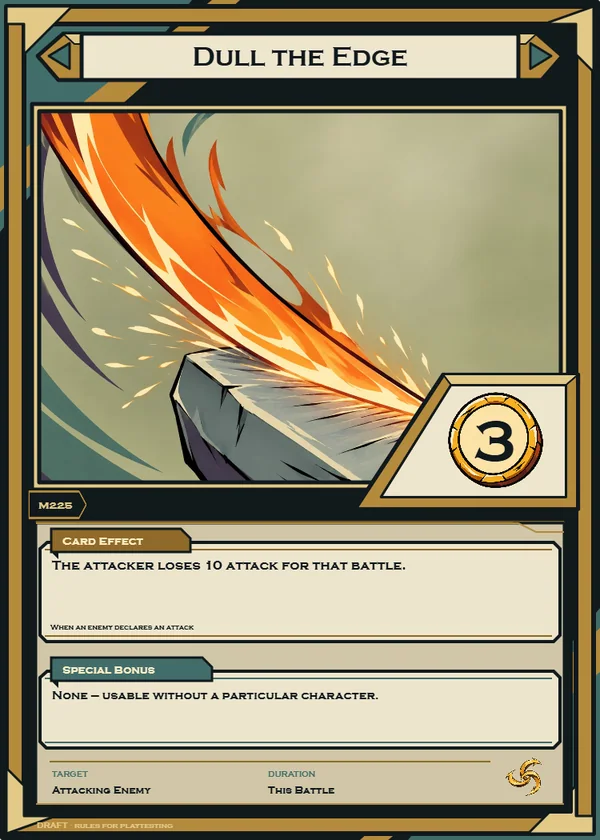 Dull the Edge
3
M225
Card Effect
The attacker loses 10 attack for that battle.
When an enemy declares an attack
Special Bonus
None – usable without a particular character.
TARGET
DURATION
Attacking Enemy
This Battle
DRAFT · RULES FOR PLAYTESTING